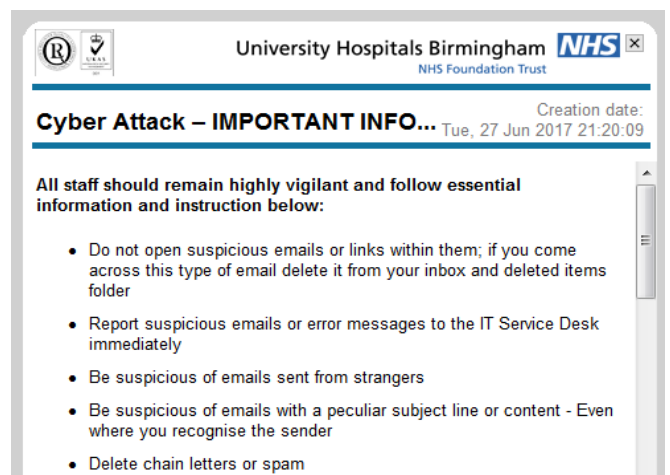 University Hospitals Birmingham NHS
NHS Foundation Trust
Cyber Attack – IMPORTANT INFO...
Creation date:
Tue, 27 Jun 2017 21:20:09
All staff should remain highly vigilant and follow essential
information and instruction below:
• Do not open suspicious emails or links within them; if you come
across this type of email delete it from your inbox and deleted items
folder
• Report suspicious emails or error messages to the IT Service Desk
immediately
• Be suspicious of emails sent from strangers
• Be suspicious of emails with a peculiar subject line or content - Even
where you recognise the sender
• Delete chain letters or spam